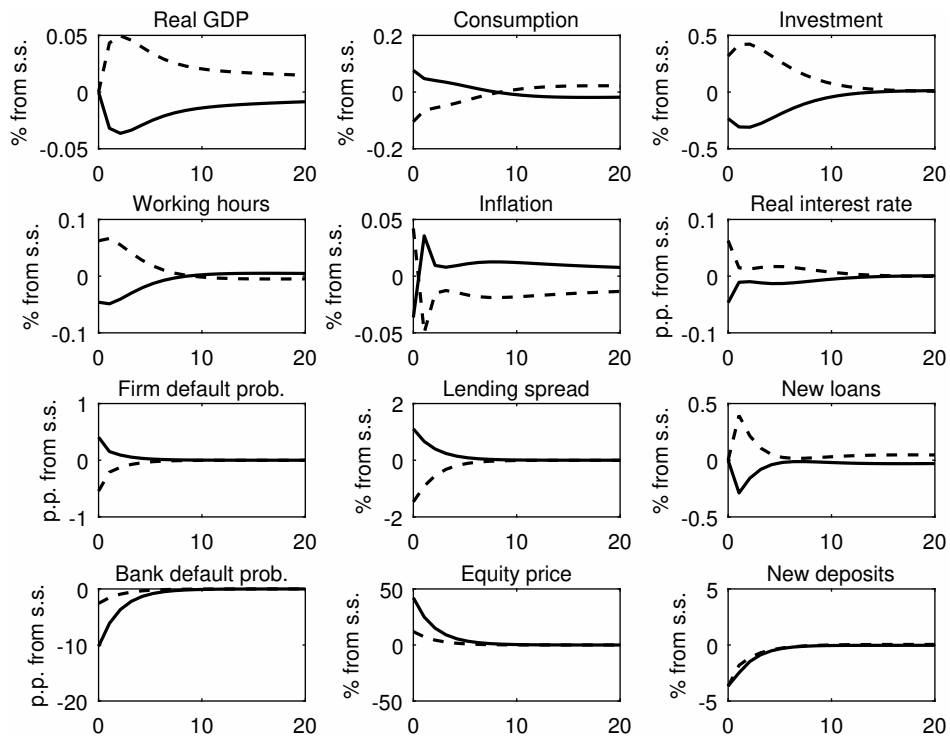 Real GDP
% from s.s.
0.05
0
-0.05
0 10 20
Consumption
% from s.s.
0.2
0
-0.2
0 10 20
Investment
% from s.s.
0.5
0
-0.5
0 10 20
Working hours
% from s.s.
0.1
0
-0.1
0 10 20
Inflation
% from s.s.
0.05
0
-0.05
0 10 20
Real interest rate
p.p. from s.s.
0.1
0
-0.1
0 10 20
Firm default prob.
p.p. from s.s.
1
0
-1
0 10 20
Lending spread
% from s.s.
2
0
-2
0 10 20
New loans
% from s.s.
0.5
0
-0.5
0 10 20
Bank default prob.
p.p. from s.s.
0
-10
-20
0 10 20
Equity price
% from s.s.
50
0
-50
0 10 20
New deposits
% from s.s.
5
0
-5
0 10 20